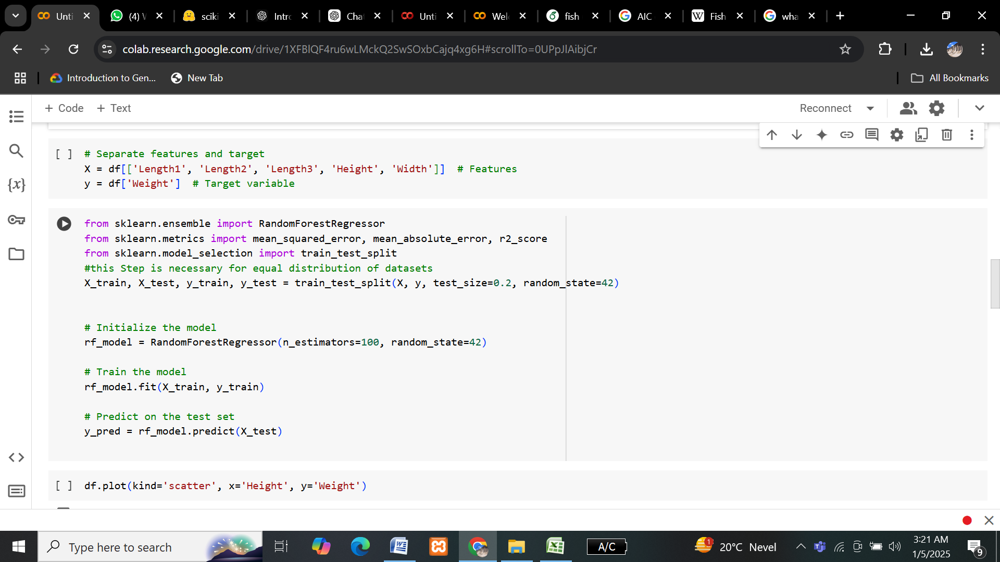 Unti
(4) V
scik
Intro
Chat
Unti
Wel
fish
AIC
Fish
wha
colab.research.google.com/drive/1XFBlQF4ru6wLMckQ2SwSOxbCajq4xg6H#scrollTo=0UPpJlAibjCr
Introduction to Gen...
New Tab
All Bookmarks
+ Code + Text
Reconnect
[ ] # Separate features and target
X = df[['Length1', 'Length2', 'Length3', 'Height', 'Width']]  # Features
y = df['Weight']  # Target variable
from sklearn.ensemble import RandomForestRegressor
from sklearn.metrics import mean_squared_error, mean_absolute_error, r2_score
from sklearn.model_selection import train_test_split
#this Step is necessary for equal distribution of datasets
X_train, X_test, y_train, y_test = train_test_split(X, y, test_size=0.2, random_state=42)
# Initialize the model
rf_model = RandomForestRegressor(n_estimators=100, random_state=42)
# Train the model
rf_model.fit(X_train, y_train)
# Predict on the test set
y_pred = rf_model.predict(X_test)
[ ] df.plot(kind='scatter', x='Height', y='Weight')
Type here to search
A/C
1
20°C Nevel
3:21 AM
1/5/2025
9